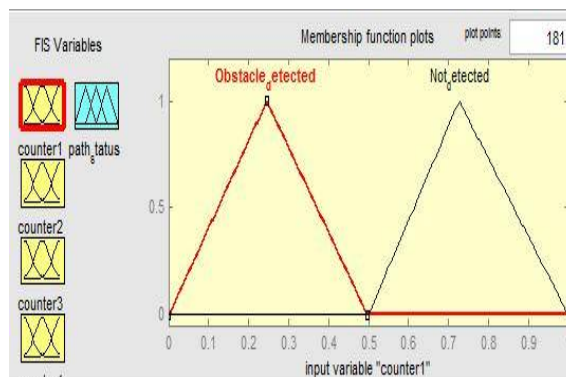 FIS Variables
Membership function plots
plot points:
181
Obstacle_detected
Not_detected
counter1
path_status
counter2
counter3
1
0.5
0
0 0.1 0.2 0.3 0.4 0.5 0.6 0.7 0.8 0.9
input variable "counter1"